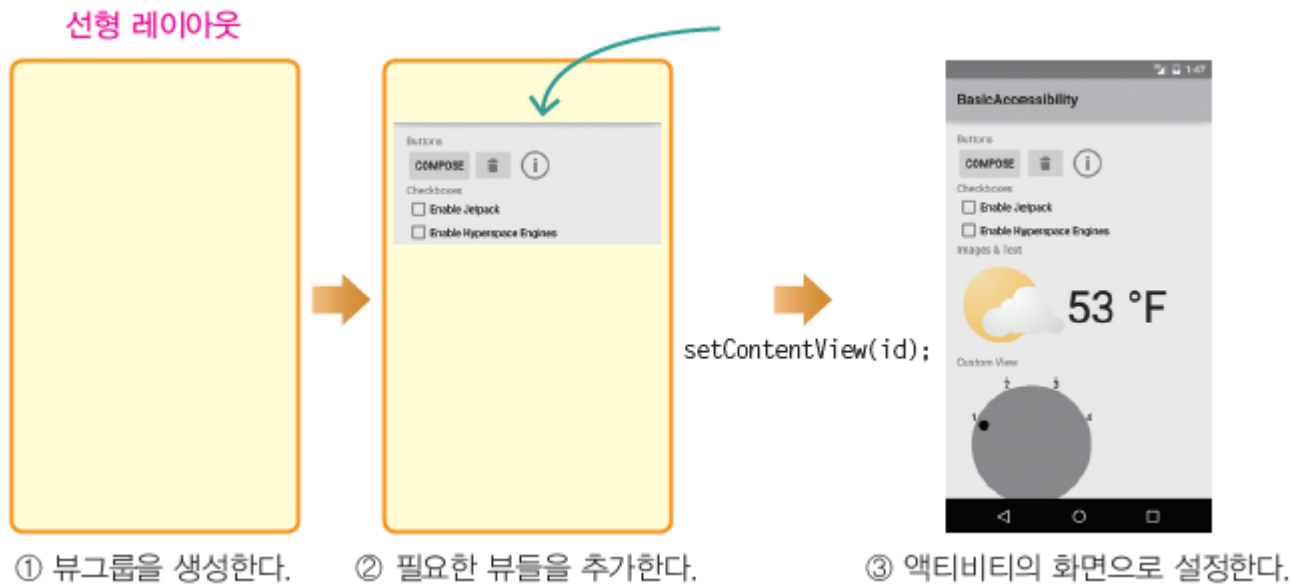 선형 레이아웃
Buttons
COMPOSE
Checkboxes
Enable Jetpack
Enable Hyperspace Engines
setContentView(id);
1:47
BasicAccessibility
Buttons
COMPOSE
Checkboxes
Enable Jetpack
Enable Hyperspace Engines
Images & Text
53 °F
Custom View
1
2
3
4
① 뷰그룹을 생성한다.
② 필요한 뷰들을 추가한다.
③ 액티비티의 화면으로 설정한다.